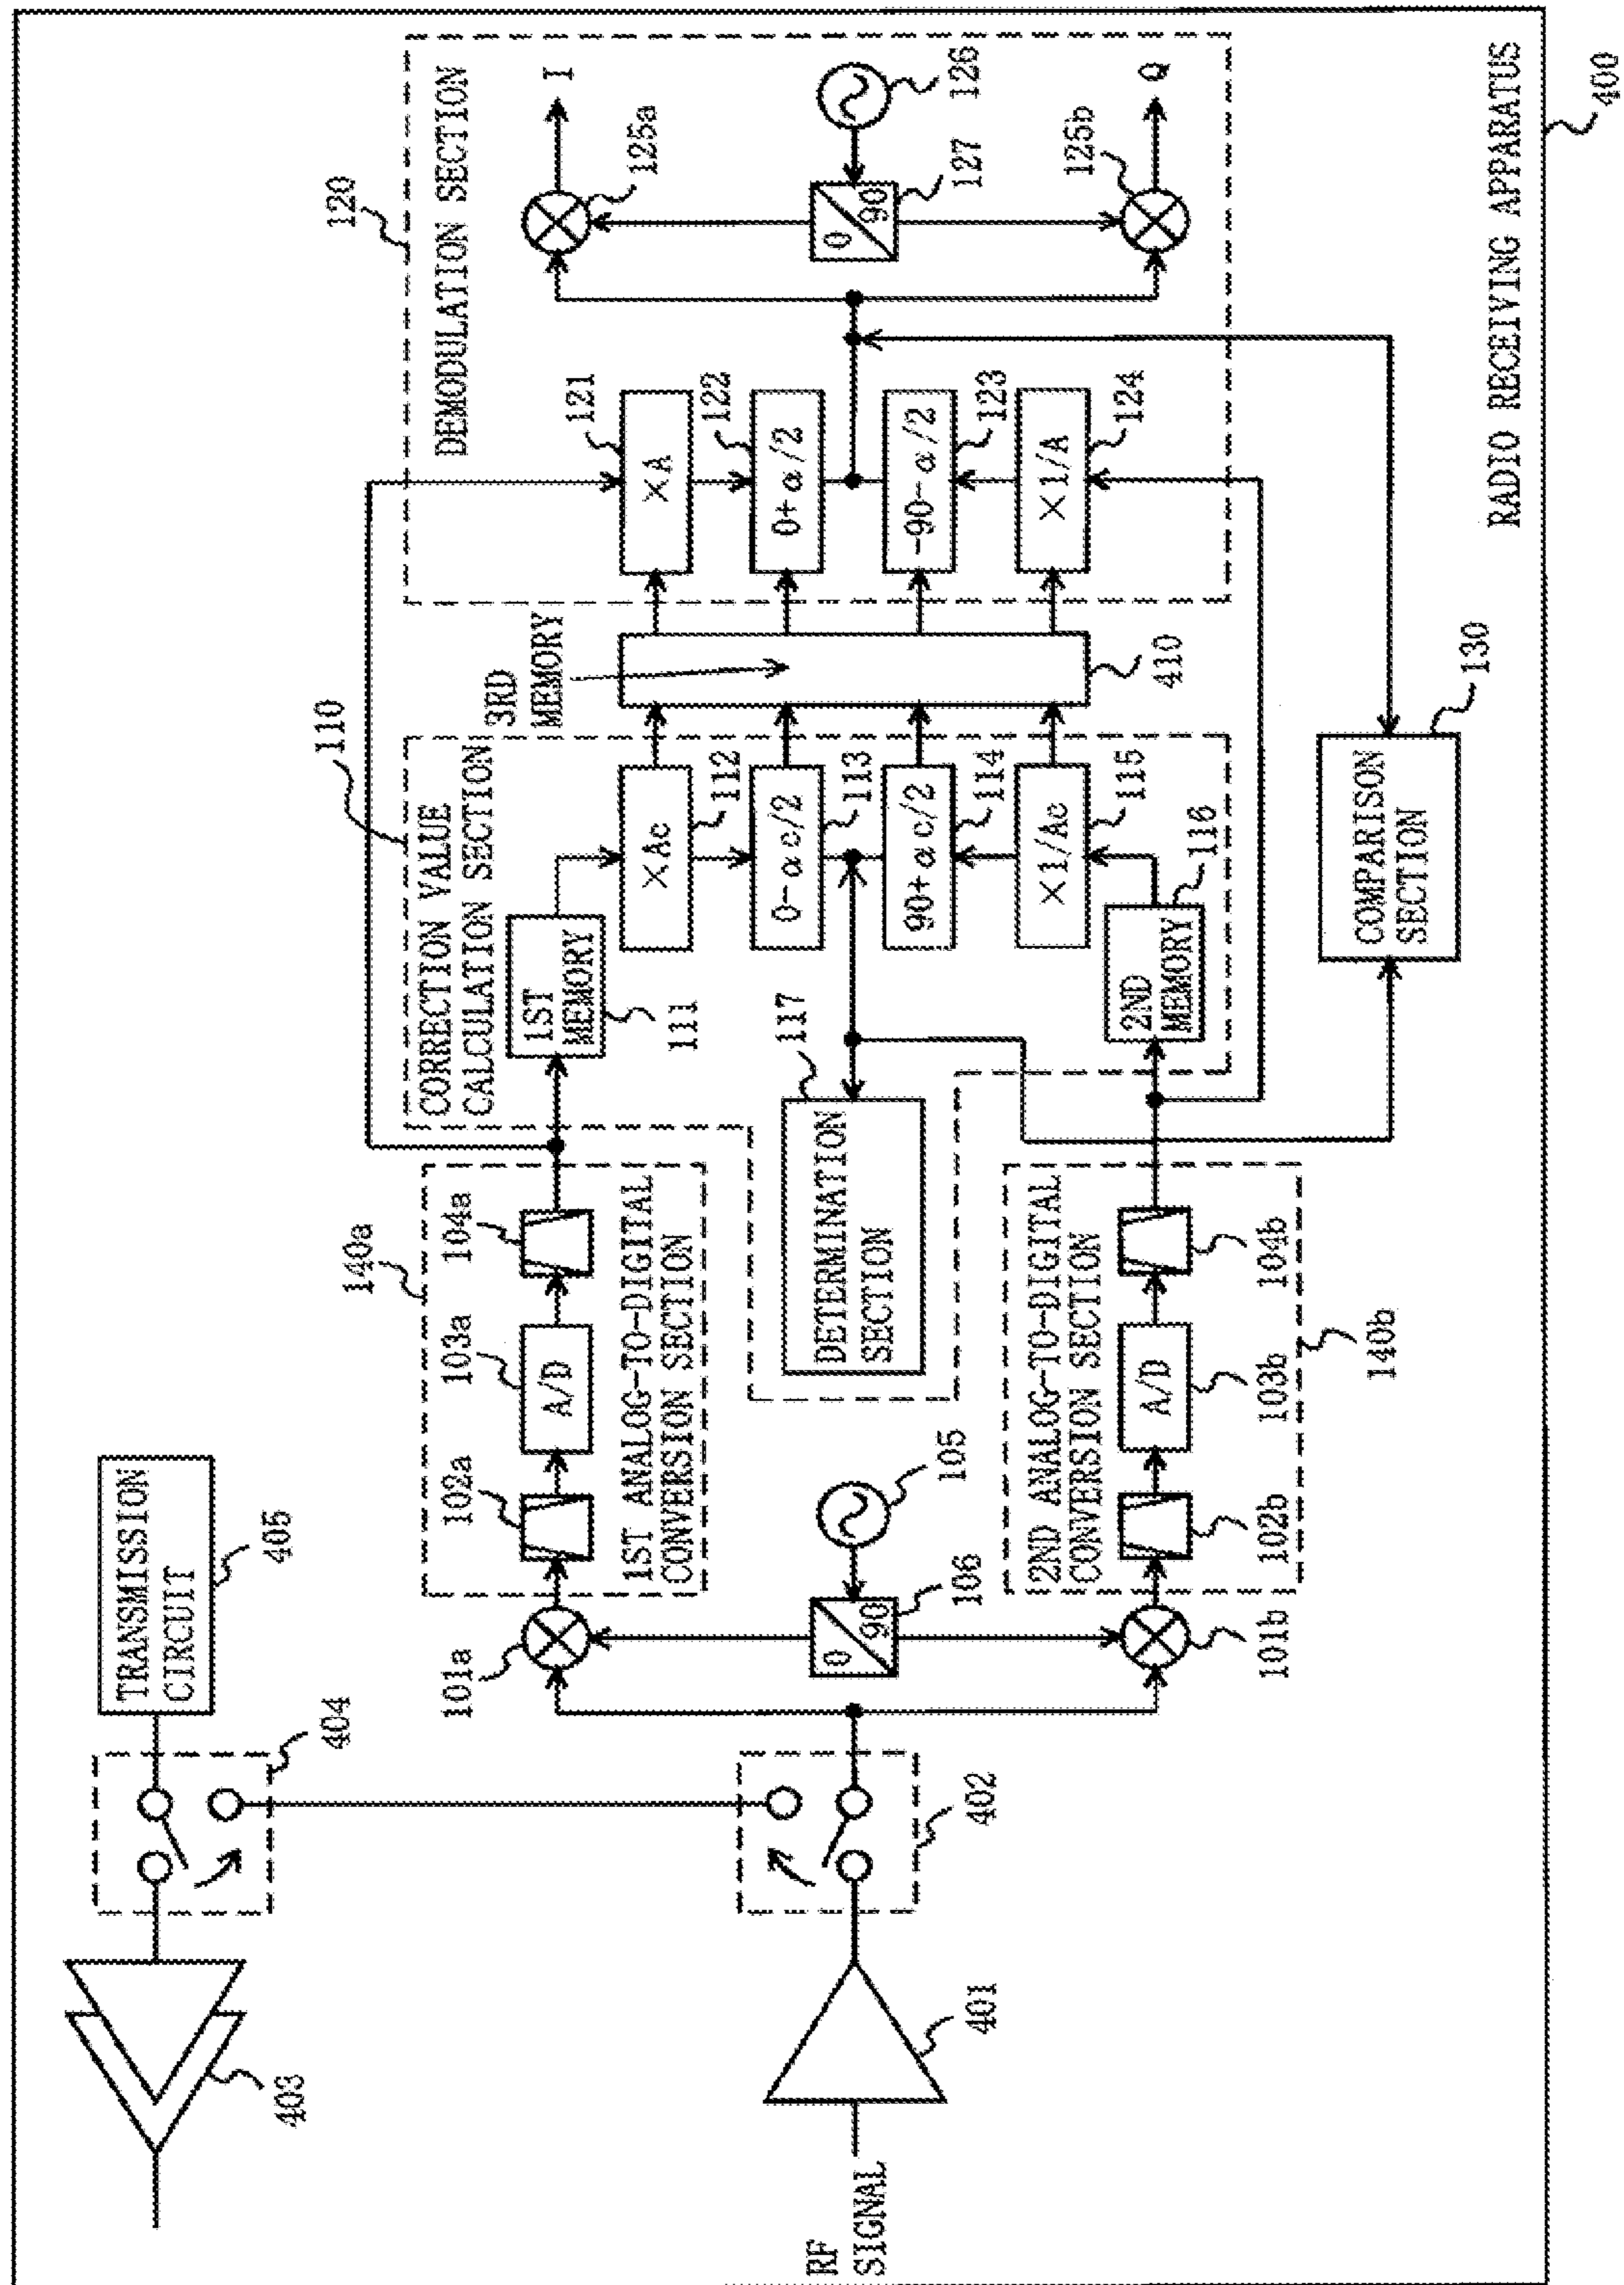 TRANSMISSION
CIRCUIT
405
404
403
RF
SIGNAL
401
402
101a
101b
0
90
106
105
140a
102a
103a
104a
A/D
1ST ANALOG-TO-DIGITAL
CONVERSION SECTION
2ND ANALOG-TO-DIGITAL
CONVERSION SECTION
A/D
102b
103b
104b
140b
110
CORRECTION VALUE
CALCULATION SECTION
1ST
MEMORY
111
117
DETERMINATION
SECTION
×Ac
112
0-αc/2
113
90+αc/2
114
×1/Ac
115
2ND
MEMORY
116
3RD
MEMORY
410
120
DEMODULATION SECTION
×A
121
0+α/2
122
-90-α/2
123
×1/A
124
125a
I
0
90
127
126
125b
Q
COMPARISON
SECTION
130
RADIO RECEIVING APPARATUS
400